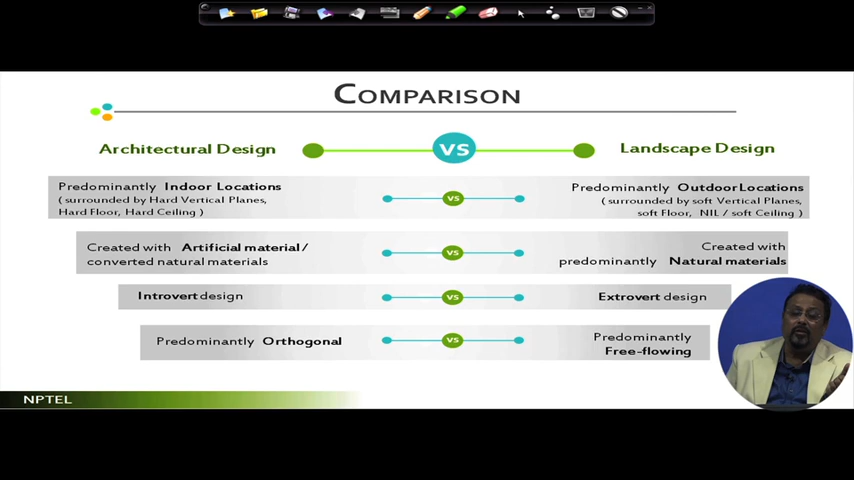 COMPARISON
Architectural Design VS Landscape Design
Predominantly Indoor Locations
( surrounded by Hard Vertical Planes,
Hard Floor, Hard Ceiling )
VS
Predominantly Outdoor Locations
( surrounded by soft Vertical Planes,
soft Floor, NIL / soft Ceiling )
Created with Artificial material /
converted natural materials
VS
Created with
predominantly Natural materials
Introvert design
VS
Extrovert design
Predominantly Orthogonal
VS
Predominantly
Free-flowing
NPTEL